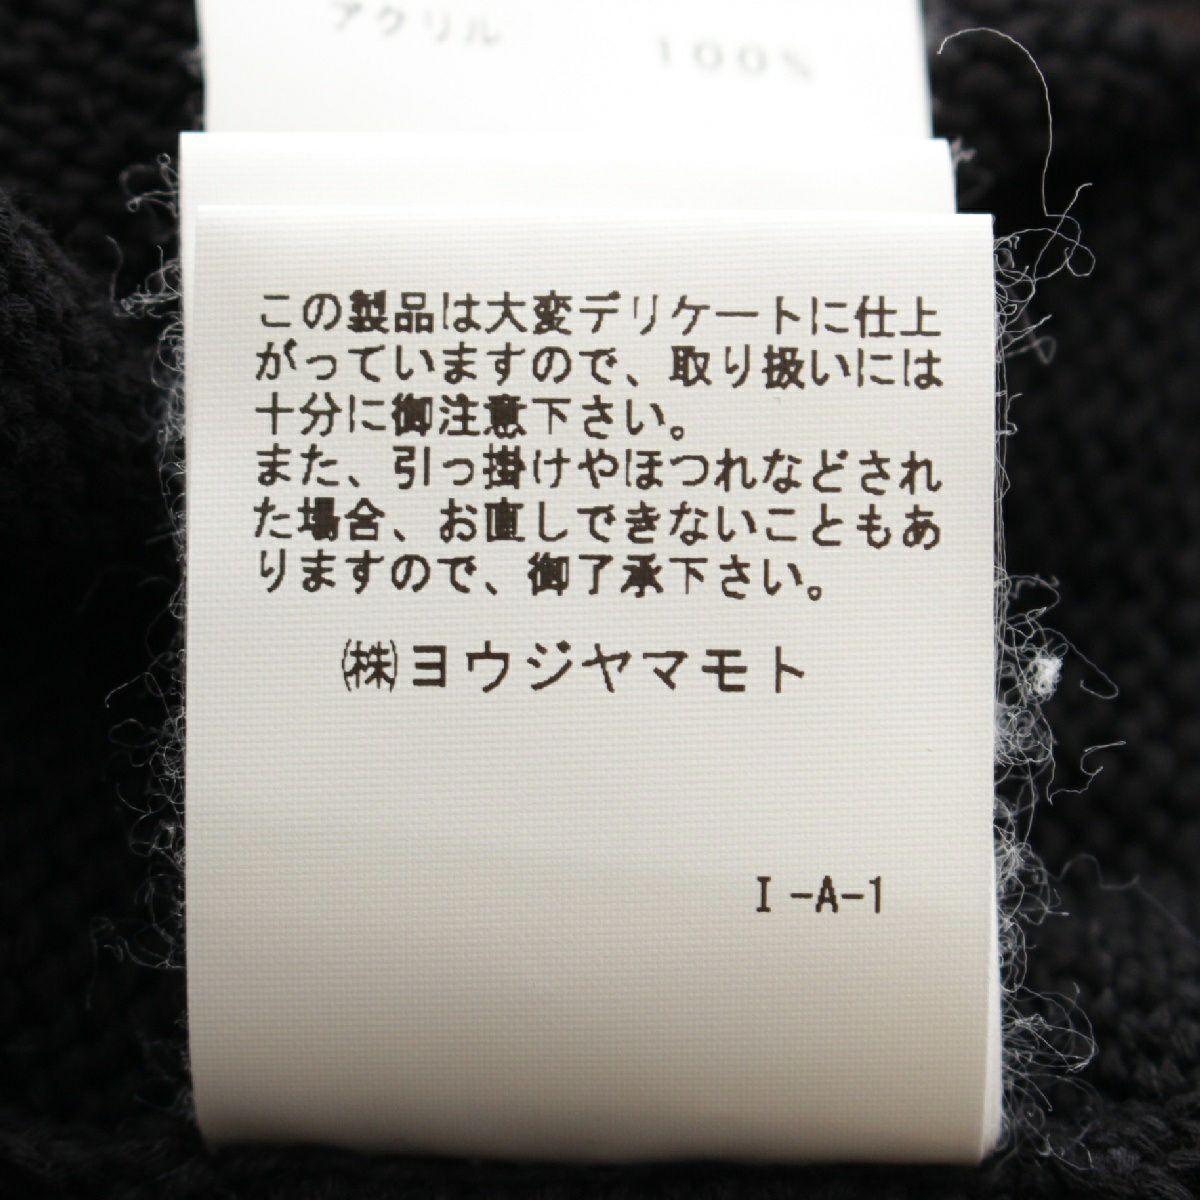 アクリル 100%
この製品は大変デリケートに仕上
がっていますので、取り扱いには
十分に御注意下さい。
また、引っ掛けやほつれなどされ
た場合、お直しできないこともあ
りますので、御了承下さい。
㈱ヨウジヤマモト
I-A-1